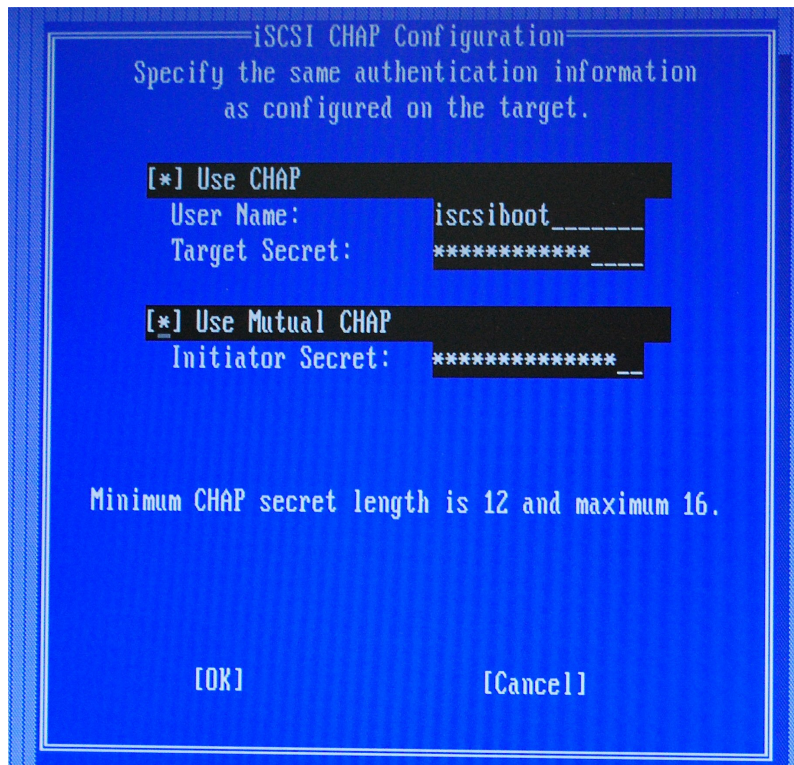 iSCSI CHAP Configuration
Specify the same authentication information
as configured on the target.
[*] Use CHAP
User Name: iscsiboot_______
Target Secret: ************____
[*] Use Mutual CHAP
Initiator Secret: **************__
Minimum CHAP secret length is 12 and maximum 16.
[OK] [Cancel]